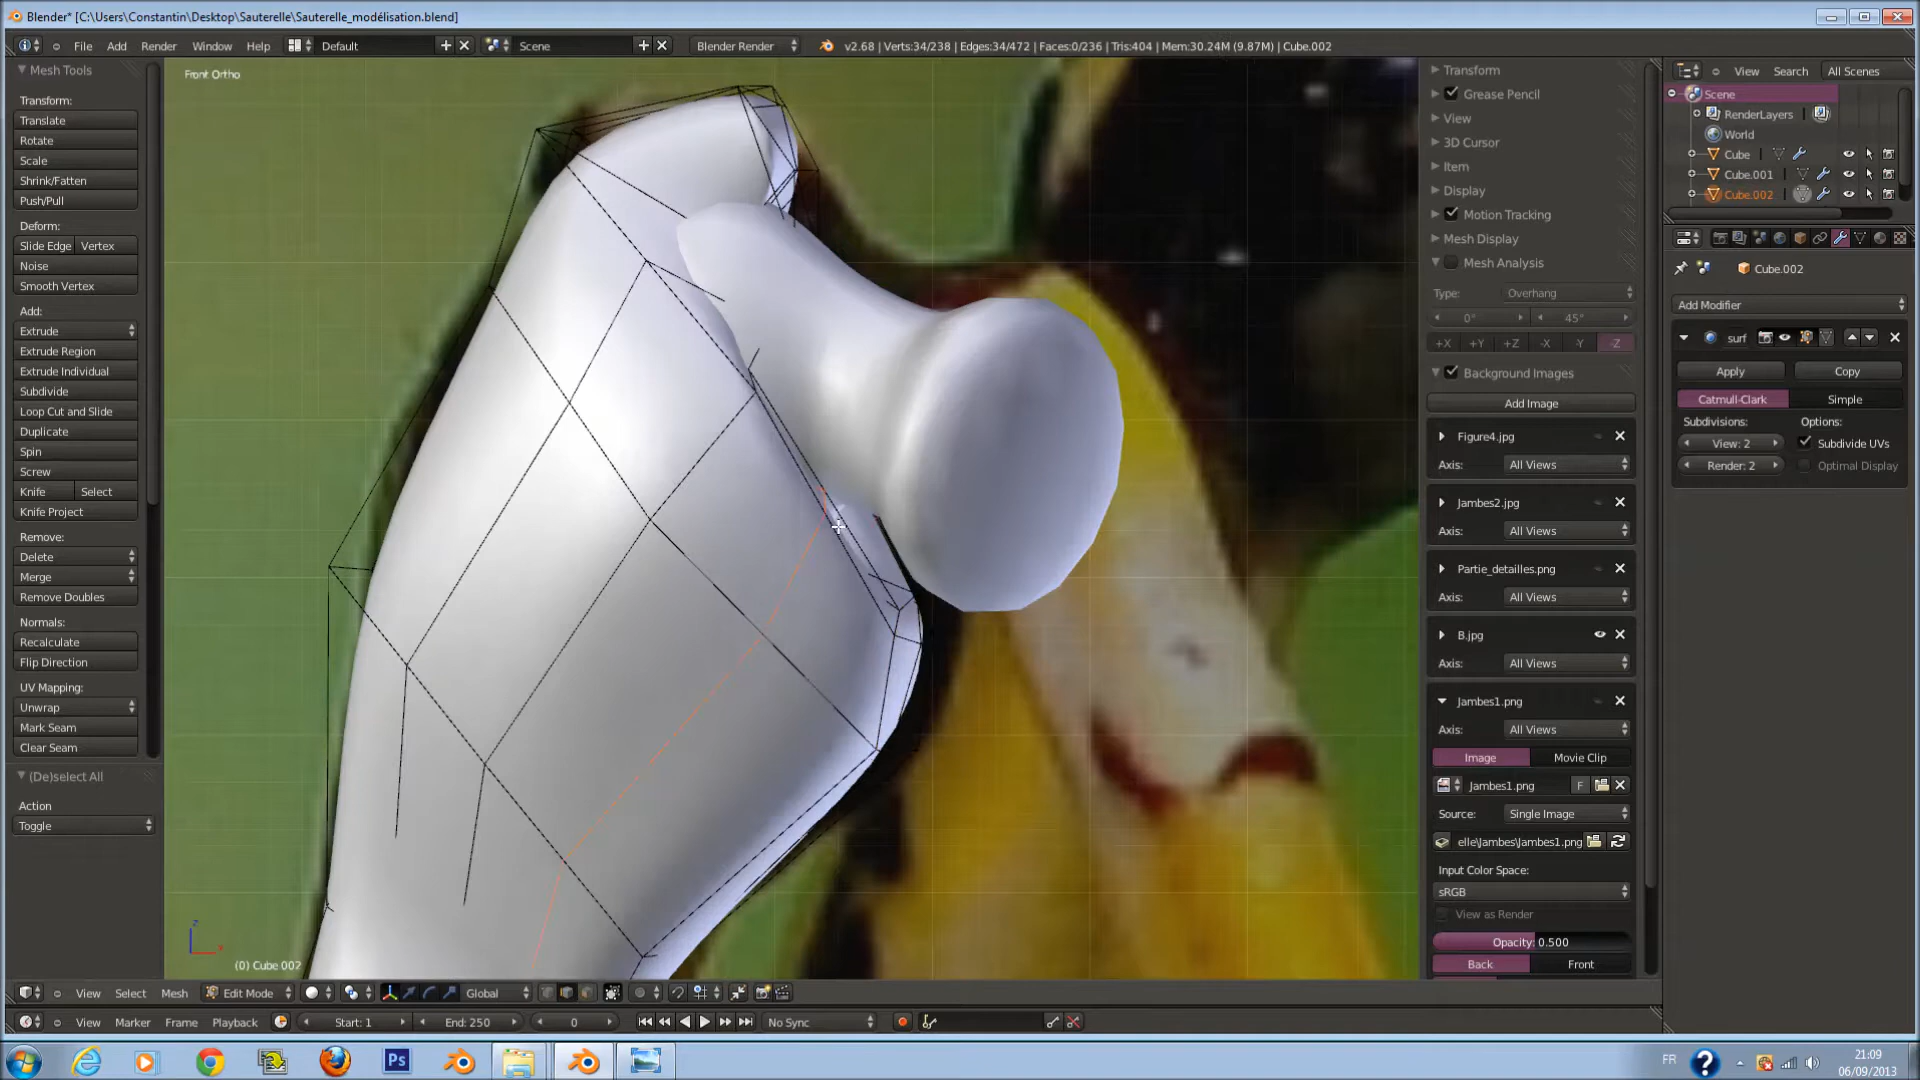 Blender* [C:\Users\Constantin\Desktop\Sauterelle\Sauterelle_modélisation.blend]
File Add Render Window Help Default Scene Blender Render v2.68 | Verts:34/238 | Edges:34/472 | Faces:0/236 | Tris:404 | Mem:30.24M (9.87M) | Cube.002
Mesh Tools
Transform:
Translate
Rotate
Scale
Shrink/Fatten
Push/Pull
Deform:
Slide Edge Vertex
Noise
Smooth Vertex
Add:
Extrude
Extrude Region
Extrude Individual
Subdivide
Loop Cut and Slide
Duplicate
Spin
Screw
Knife Select
Knife Project
Remove:
Delete
Merge
Remove Doubles
Normals:
Recalculate
Flip Direction
UV Mapping:
Unwrap
Mark Seam
Clear Seam
(De)select All
Action
Toggle
Front Ortho
(0) Cube.002
Transform
Grease Pencil
View
3D Cursor
Item
Display
Motion Tracking
Mesh Display
Mesh Analysis
Type: Overhang
0° 45°
+X +Y +Z -X -Y -Z
Background Images
Add Image
Figure4.jpg
Axis: All Views
Jambes2.jpg
Axis: All Views
Partie_detailles.png
Axis: All Views
B.jpg
Axis: All Views
Jambes1.png
Axis: All Views
Image Movie Clip
Jambes1.png F
Source: Single Image
elle\Jambes\Jambes1.png
Input Color Space:
sRGB
View as Render
Opacity: 0.500
Back Front
View Search All Scenes
Scene
RenderLayers
World
Cube
Cube.001
Cube.002
Cube.002
Add Modifier
surf
Apply Copy
Catmull-Clark Simple
Subdivisions: Options:
View: 2 Subdivide UVs
Render: 2 Optimal Display
View Select Mesh Edit Mode Global
View Marker Frame Playback Start: 1 End: 250 0 No Sync
Ps
FR
21:09
06/09/2013